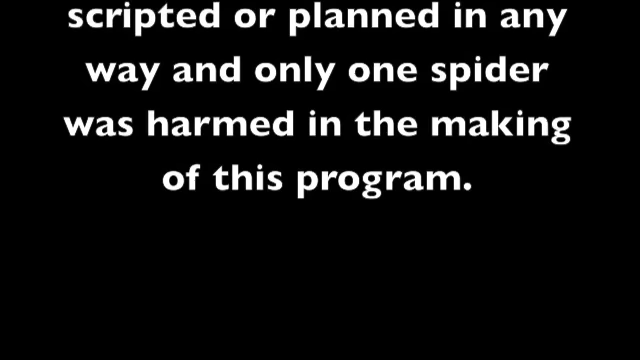 scripted or planned in any
way and only one spider
was harmed in the making
of this program.